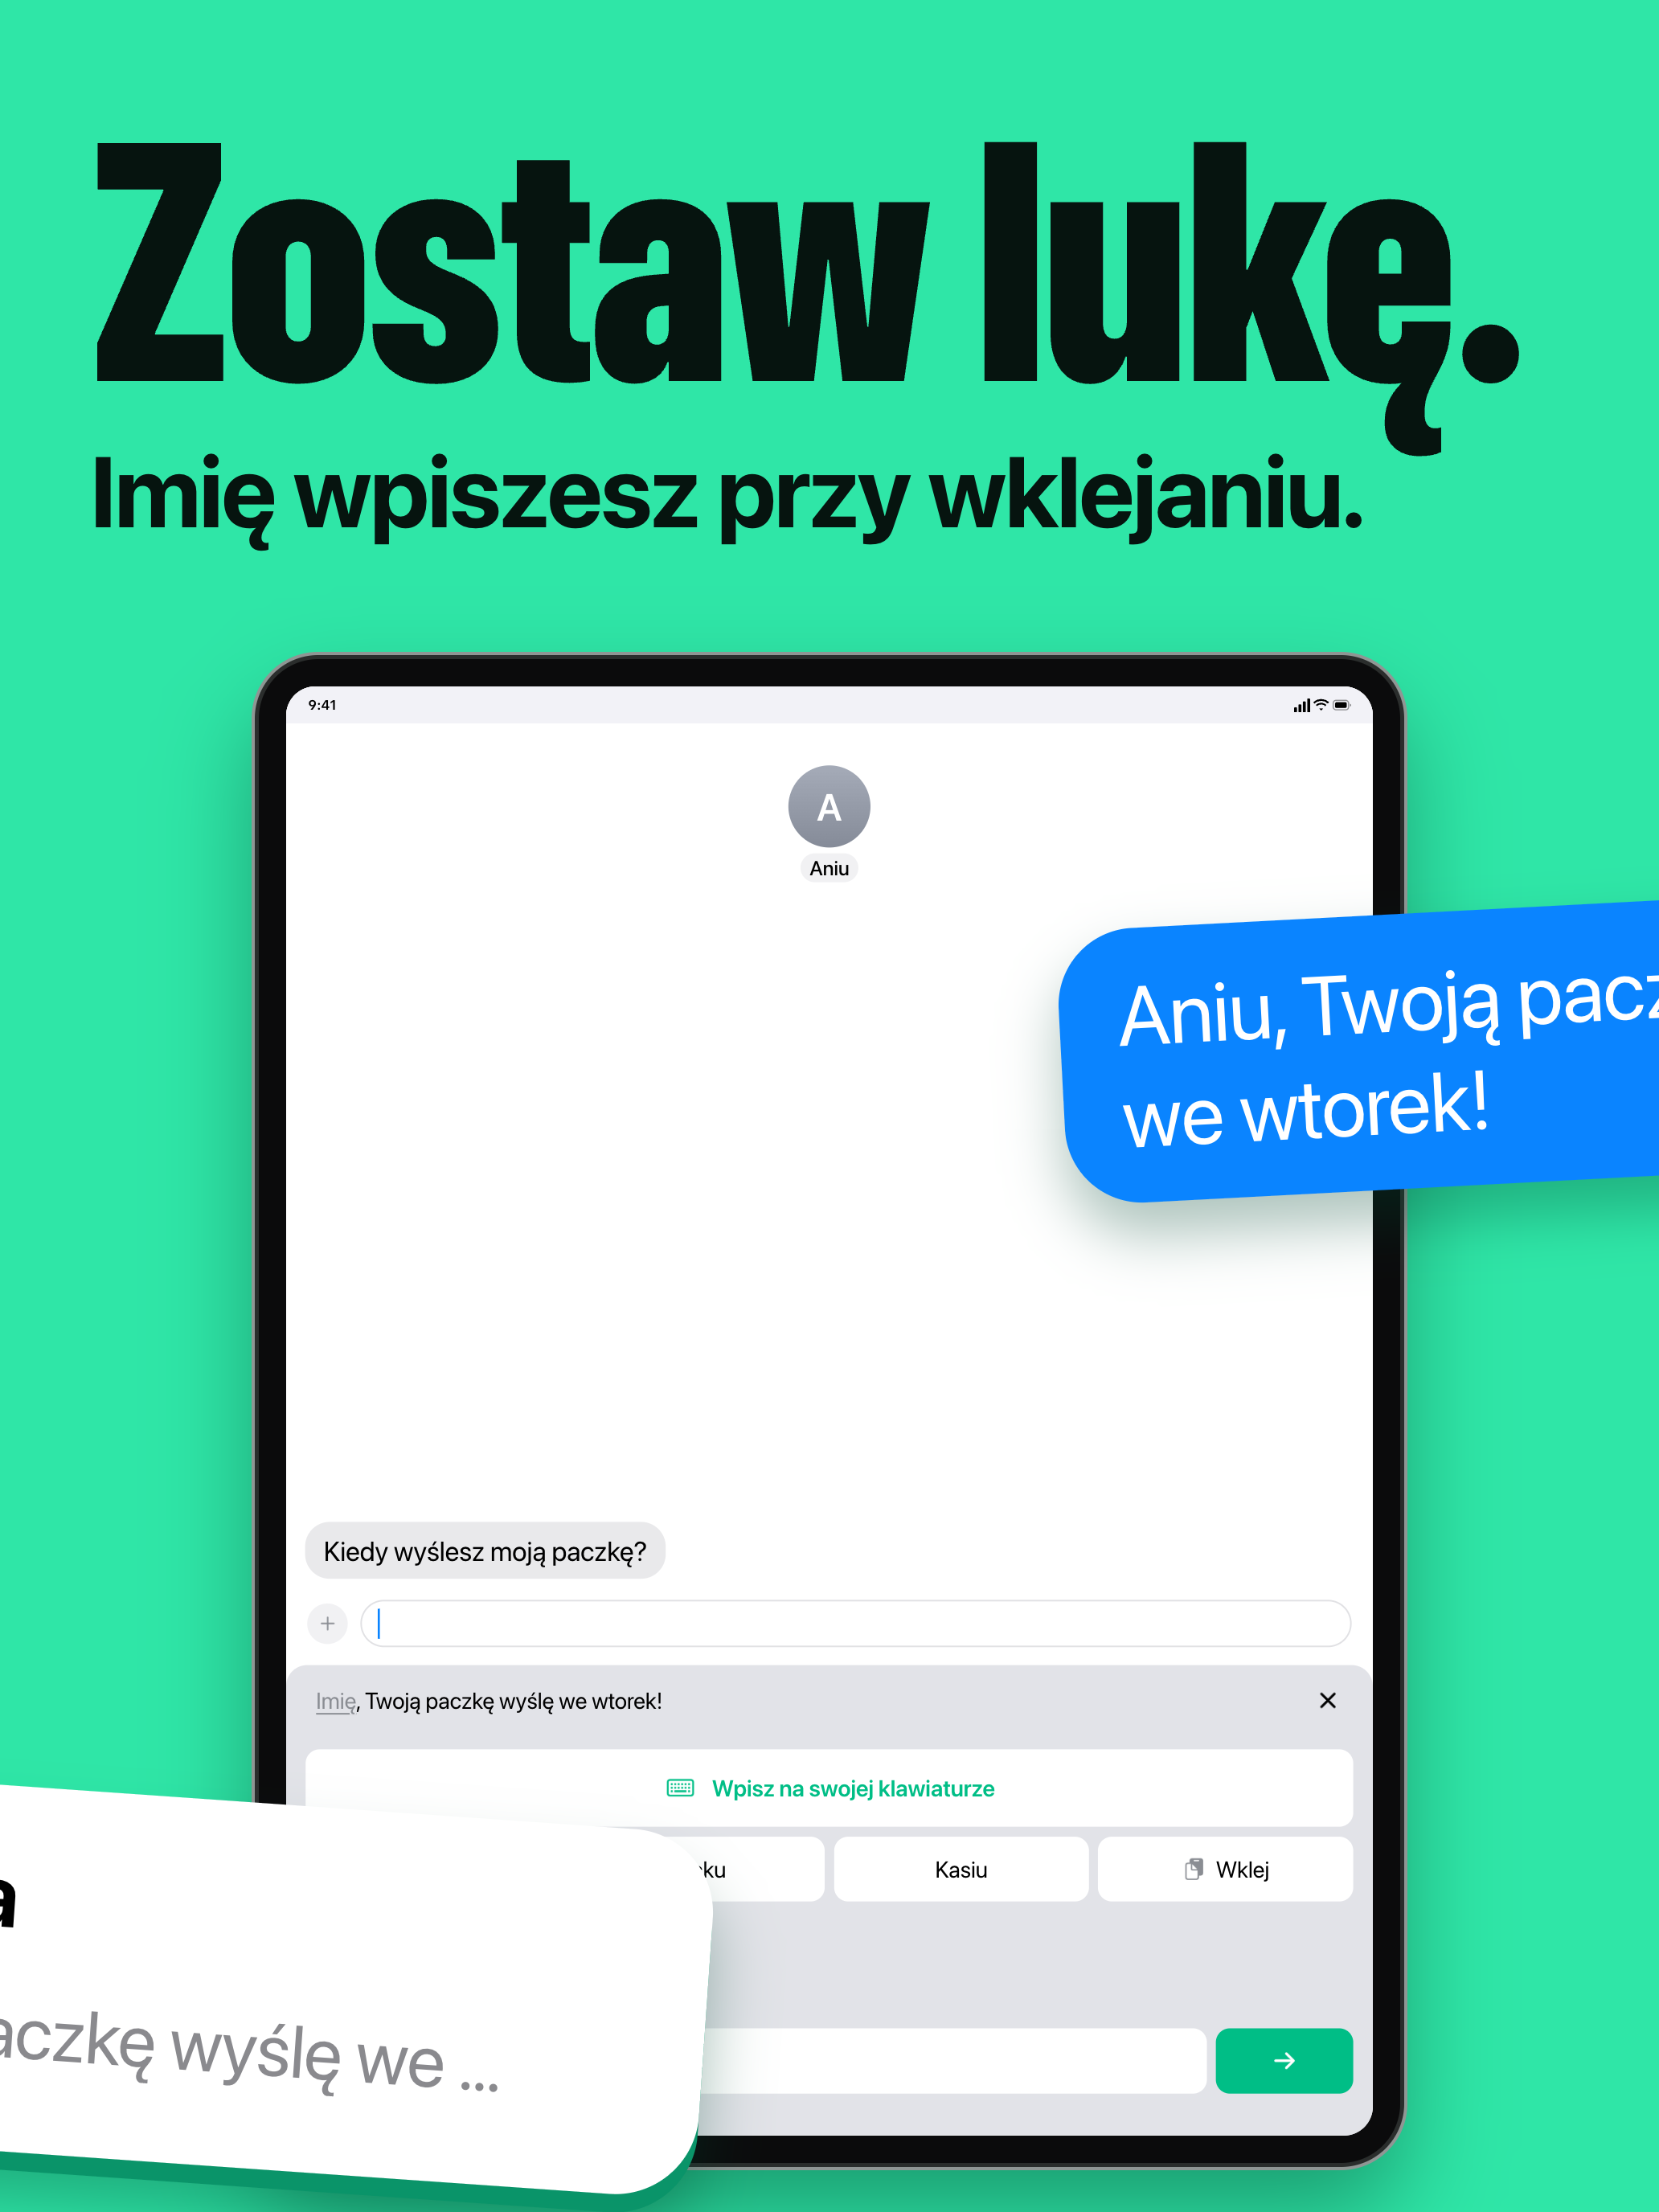 Zostaw lukę.
Imię wpiszesz przy wklejaniu.
9:41
A
Aniu
Aniu, Twoją pacz
we wtorek!
Kiedy wyślesz moją paczkę?
Imię, Twoją paczkę wyślę we wtorek!
Wpisz na swojej klawiaturze
ku
Kasiu
Wklej
a
aczkę wyślę we ...